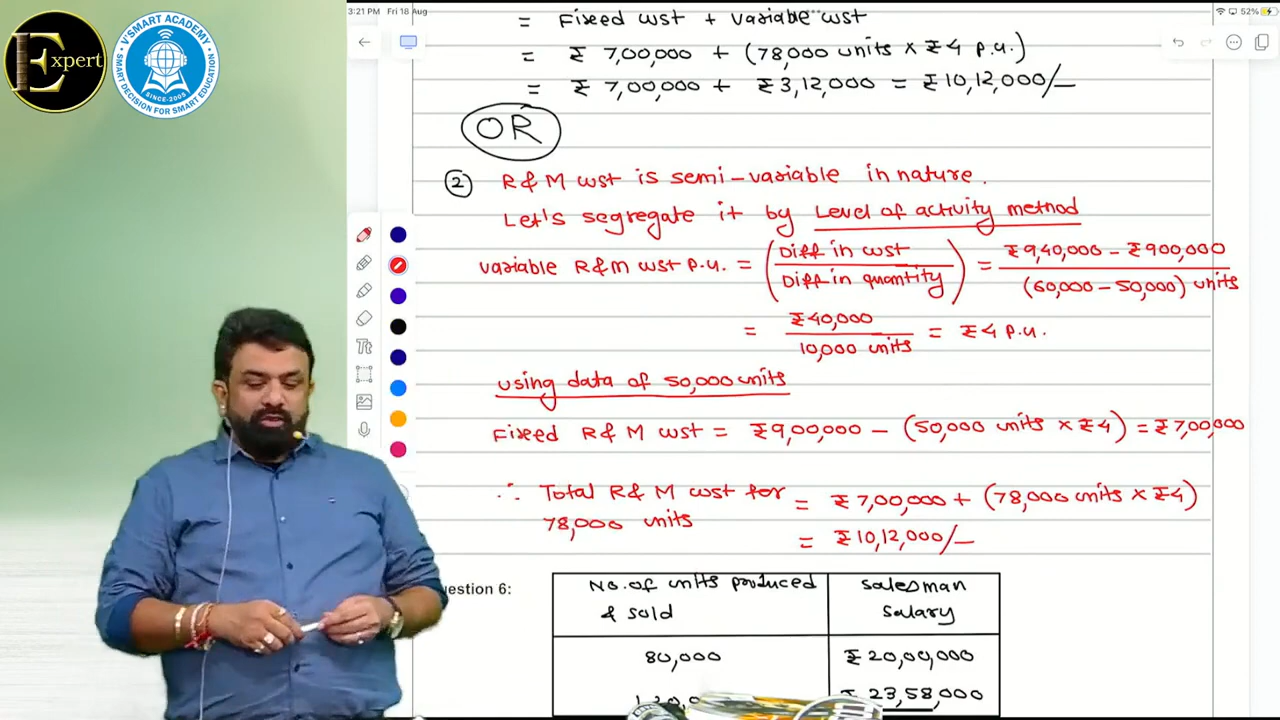 3:21 PM Fri 18 Aug
52%
Expert
V'SMART ACADEMY
SMART DECISION FOR SMART EDUCATION
SINCE-2005
= Fixed cost + Variable cost
= ₹ 7,00,000 + (78,000 units × ₹4 p.u.)
= ₹ 7,00,000 + ₹ 3,12,000 = ₹10,12,000/-
OR
② R&M cost is semi-variable in nature.
Let's segregate it by Level of activity method
variable R&M cost p.u. = (Diff in cost / Diff in quantity) = ₹9,40,000 - ₹900,000 / (60,000 - 50,000) units
= ₹40,000 / 10,000 units = ₹4 p.u.
using data of 50,000 units
Fixed R&M cost = ₹9,00,000 - (50,000 units × ₹4) = ₹7,00,000
∴ Total R&M cost for 78,000 units = ₹7,00,000 + (78,000 units × ₹4)
= ₹10,12,000/-
estion 6:
No. of units produced & sold
Salesman Salary
80,000 ₹20,00,000
23,58,000